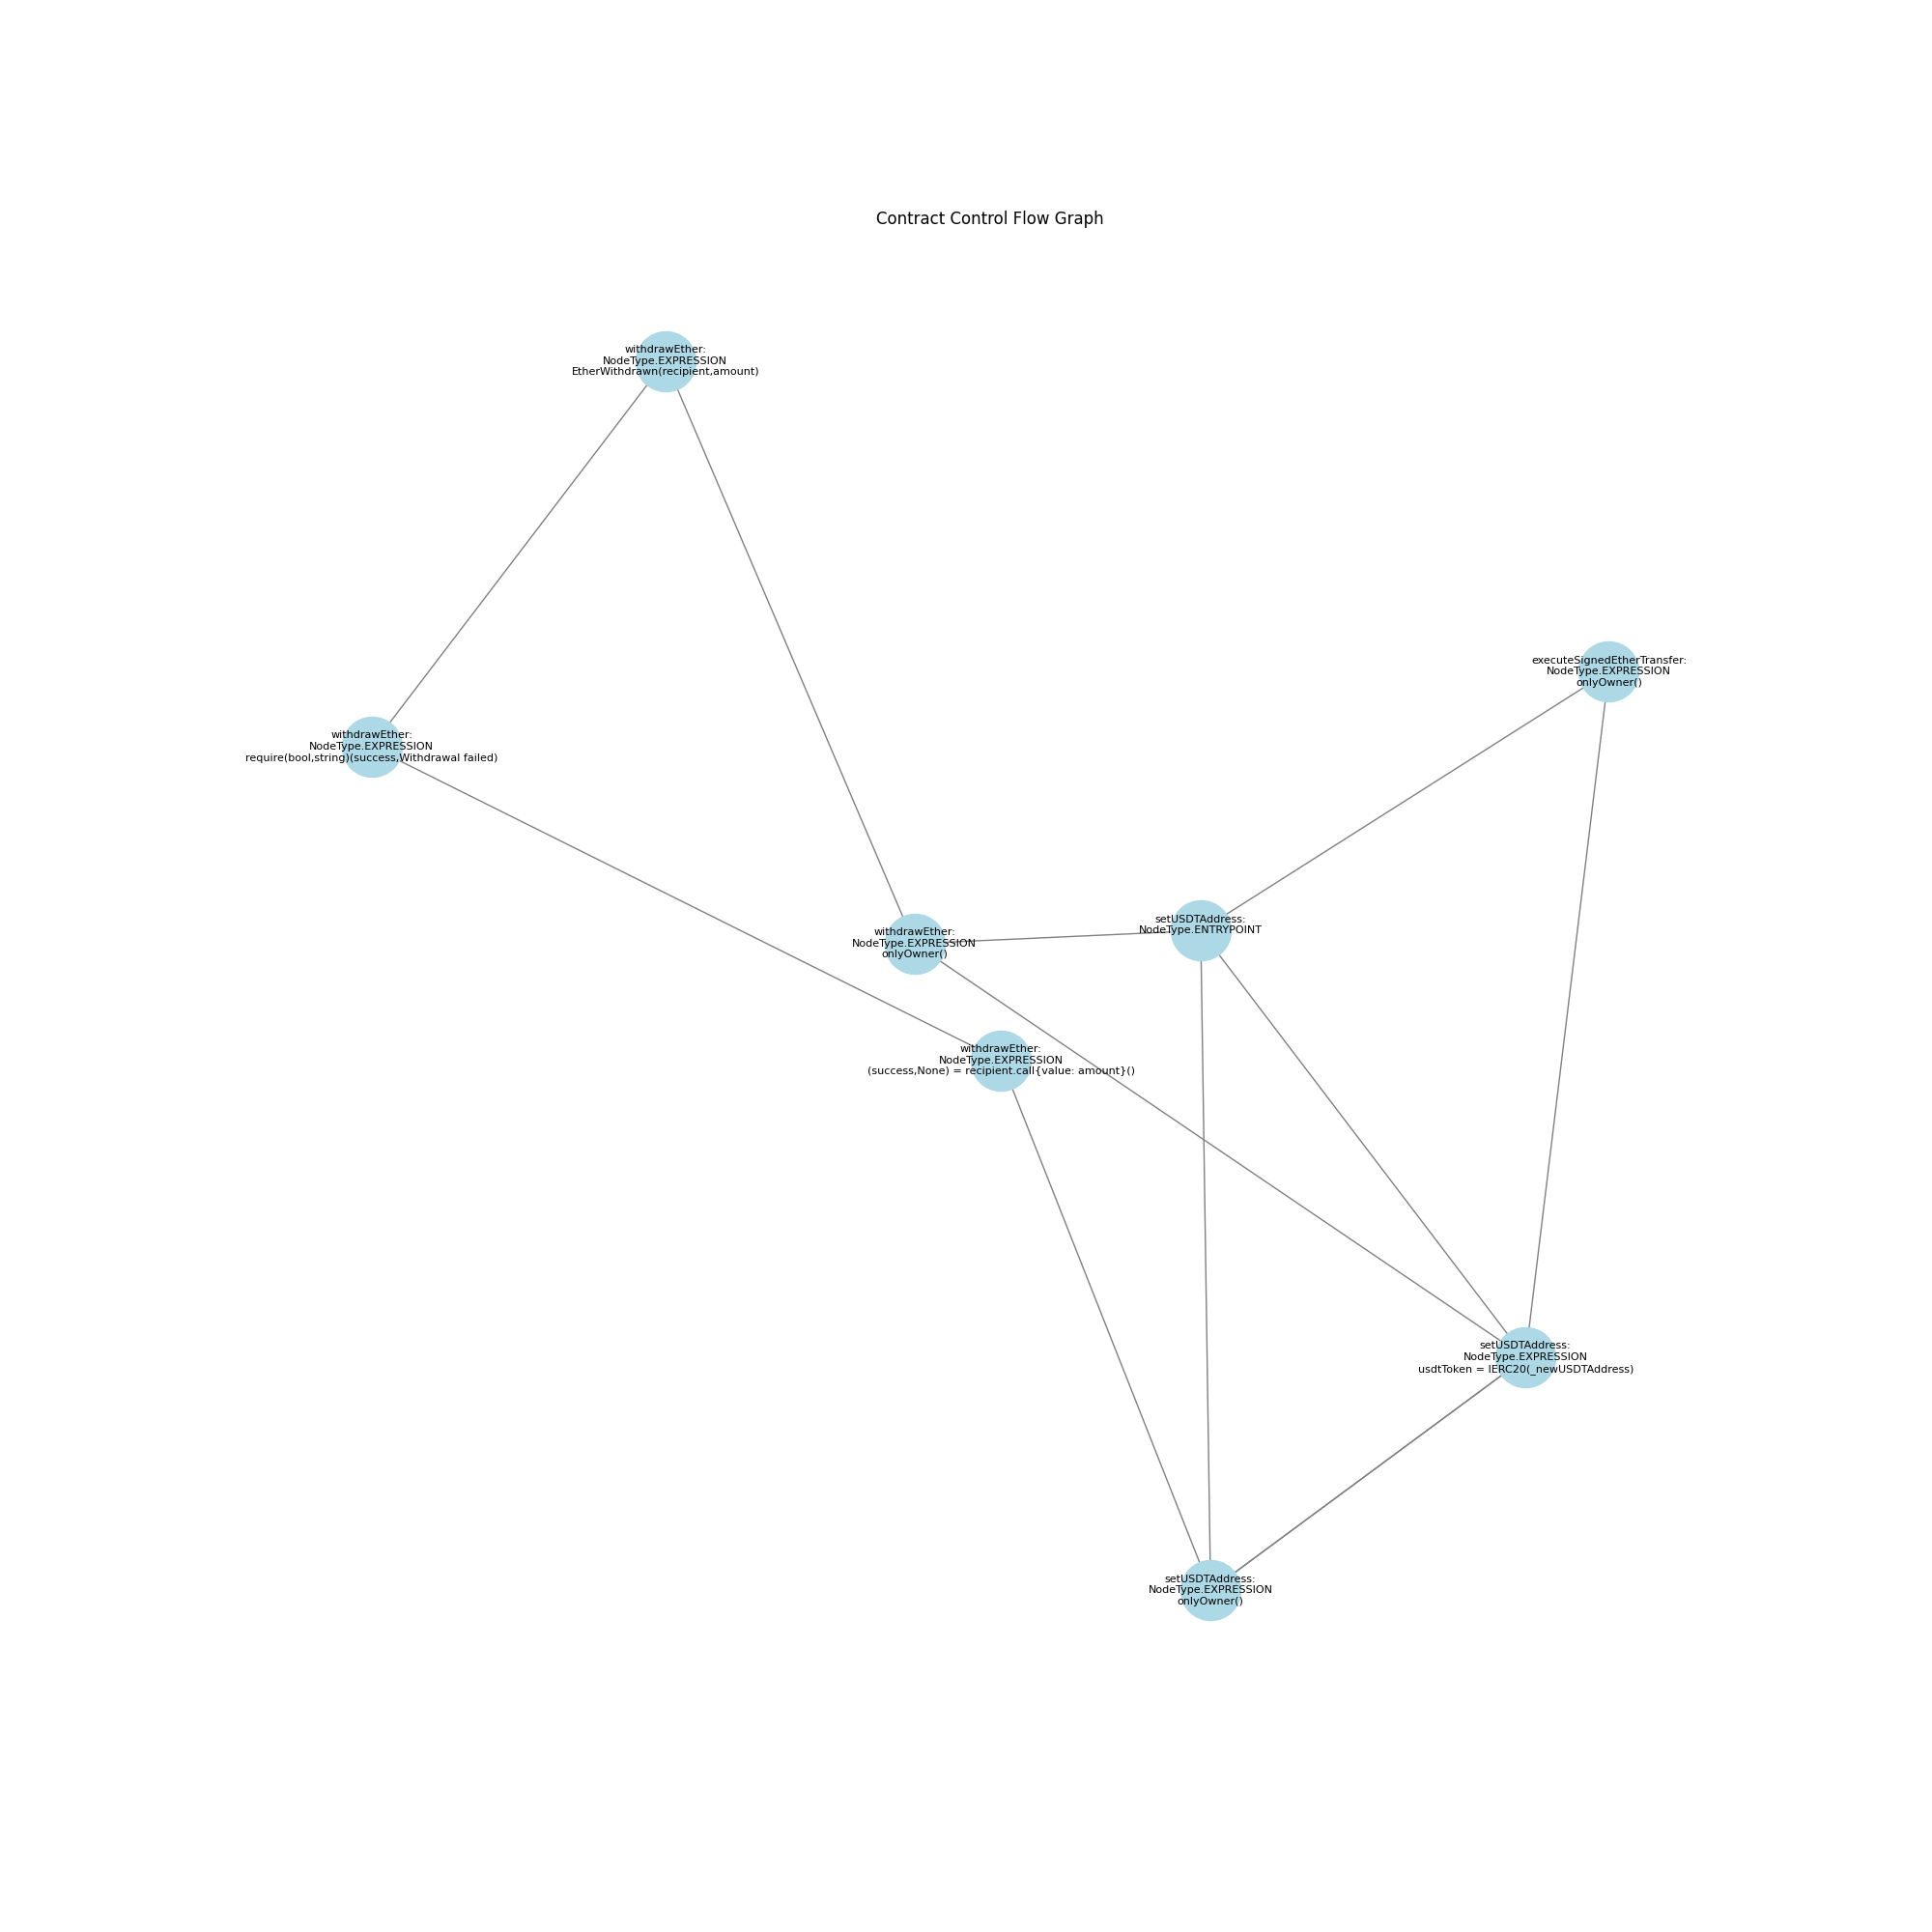 Contract Control Flow Graph
withdrawEther:
NodeType.EXPRESSION
EtherWithdrawn(recipient,amount)
executeSignedEtherTransfer:
NodeType.EXPRESSION
onlyOwner()
withdrawEther:
NodeType.EXPRESSION
require(bool,string)(success,Withdrawal failed)
setUSDTAddress:
NodeType.ENTRYPOINT
withdrawEther:
NodeType.EXPRESSION
onlyOwner()
withdrawEther:
NodeType.EXPRESSION
(success,None) = recipient.call{value: amount}()
setUSDTAddress:
NodeType.EXPRESSION
usdtToken = IERC20(_newUSDTAddress)
setUSDTAddress:
NodeType.EXPRESSION
onlyOwner()